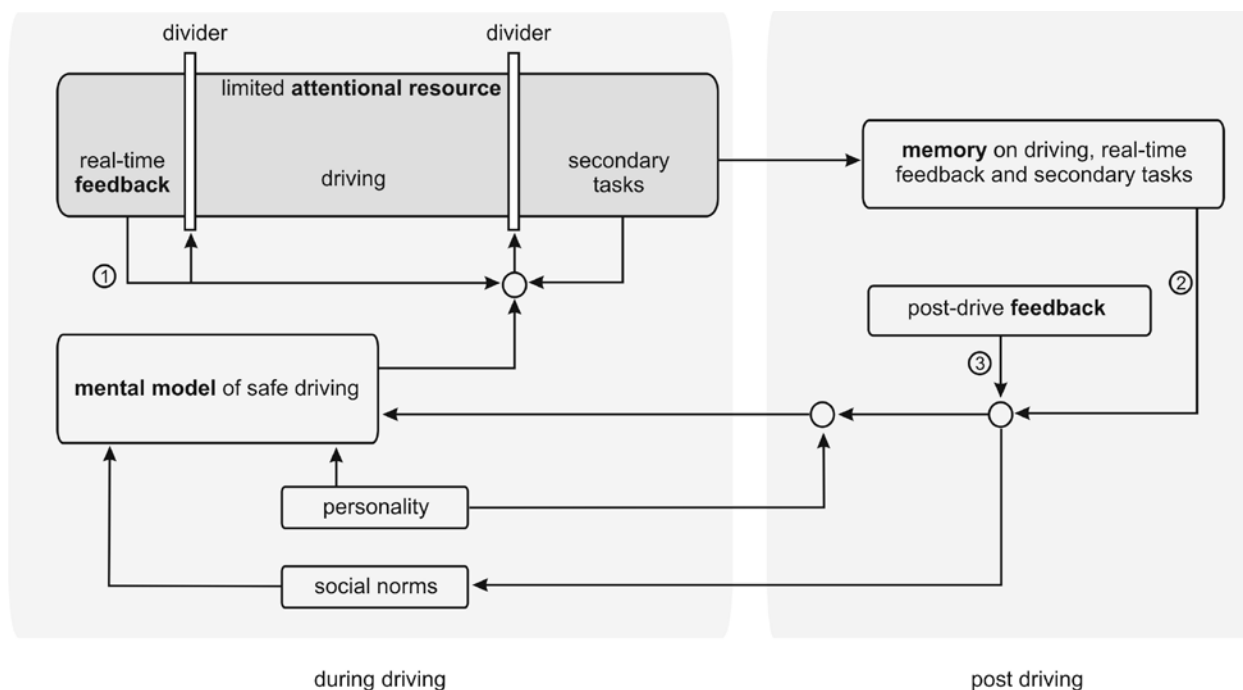 divider
divider
limited attentional resource
real-time
feedback
driving
secondary
tasks
memory on driving, real-time
feedback and secondary tasks
①
②
post-drive feedback
③
mental model of safe driving
personality
social norms
during driving
post driving